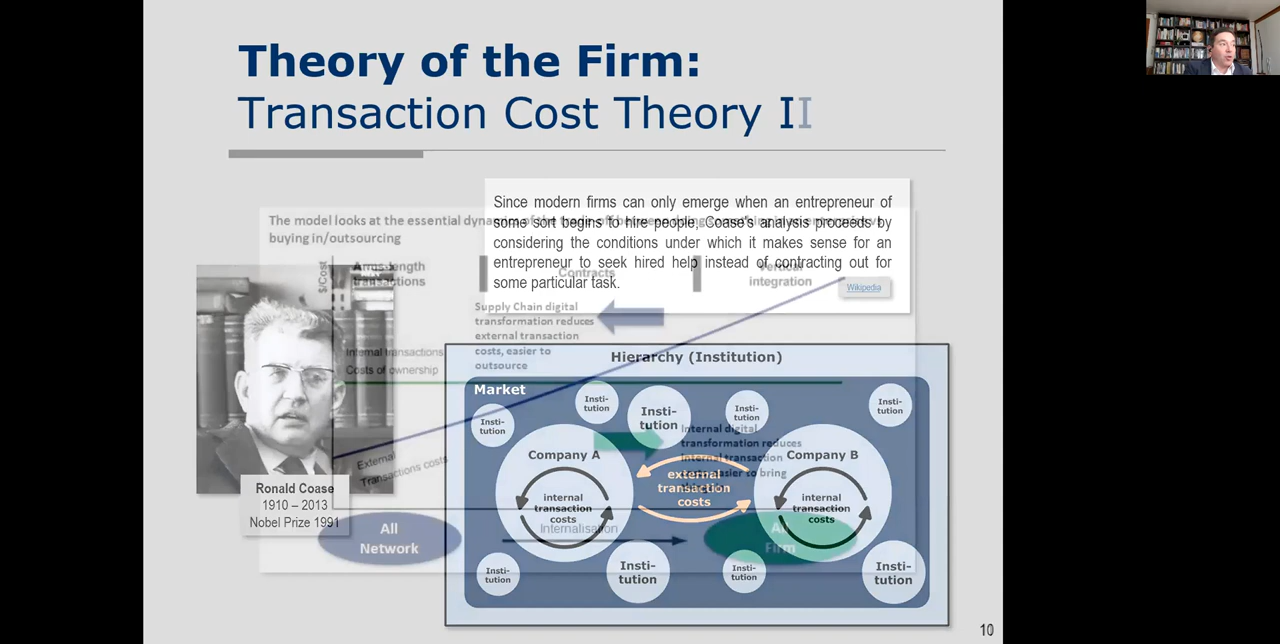 Theory of the Firm:
Transaction Cost Theory II
Since modern firms can only emerge when an entrepreneur of
some sort begins to hire people, Coase's analysis proceeds by
considering the conditions under which it makes sense for an
entrepreneur to seek hired help instead of contracting out for
some particular task.
Wikipedia
The model looks at the essential
buying in/outsourcing
$/Cost
Arms-length
transactions
Contracts
Vertical
integration
Supply Chain digital
transformation reduces
external transaction
costs, easier to
outsource
Internal transactions
Costs of ownership
External
Transactions costs
Internal digital
transformation reduces
internal transaction
easier to bring
Internalisation
All
Network
All
Firm
Ronald Coase
1910 – 2013
Nobel Prize 1991
Hierarchy (Institution)
Market
Insti-
tution
Insti-
tution
Insti-
tution
Insti-
tution
Insti-
tution
Company A
internal
transaction
costs
external
transaction
costs
Company B
internal
transaction
costs
Insti-
tution
Insti-
tution
Insti-
tution
Insti-
tution
10